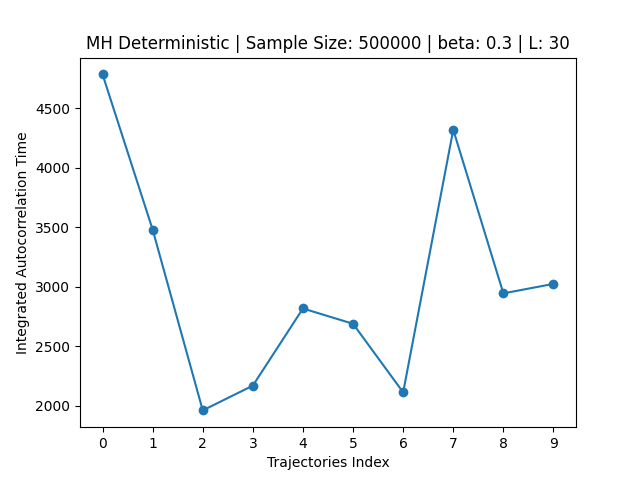 MH Deterministic | Sample Size: 500000 | beta: 0.3 | L: 30
Integrated Autocorrelation Time
4500
4000
3500
3000
2500
2000
0 1 2 3 4 5 6 7 8 9
Trajectories Index